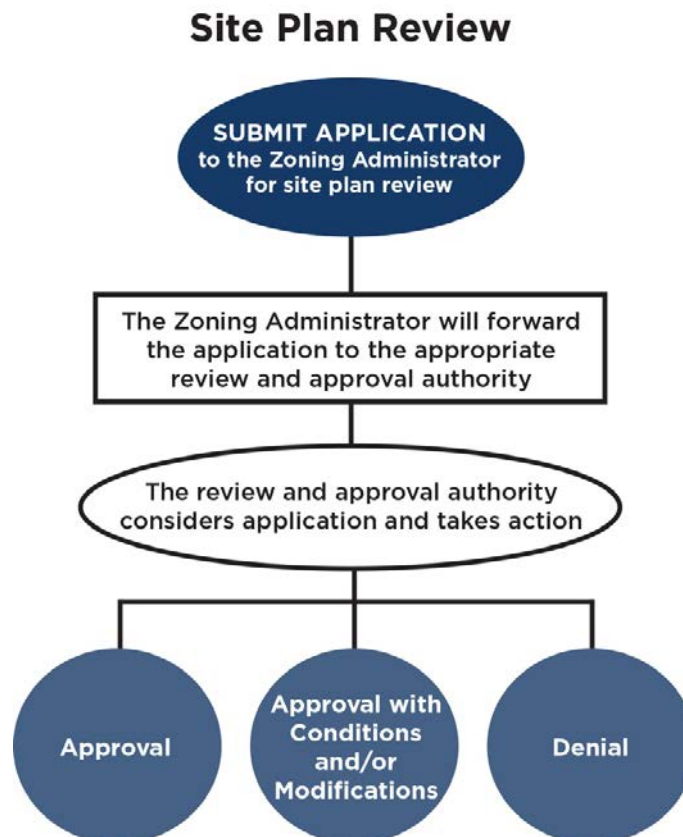 Site Plan Review
SUBMIT APPLICATION
to the Zoning Administrator
for site plan review
The Zoning Administrator will forward
the application to the appropriate
review and approval authority
The review and approval authority
considers application and takes action
Approval
Approval with
Conditions
and/or
Modifications
Denial